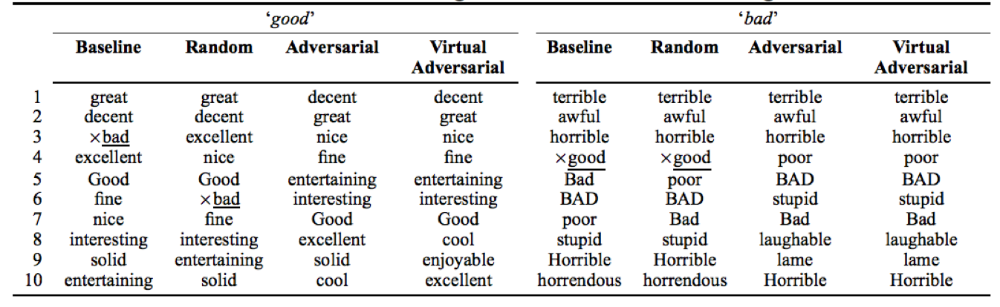 ‘good’ ‘bad’
Baseline Random Adversarial Virtual Adversarial Baseline Random Adversarial Virtual Adversarial
1 great great decent decent terrible terrible terrible terrible
2 decent decent great great awful awful awful awful
3 ×bad excellent nice nice horrible horrible horrible horrible
4 excellent nice fine fine ×good ×good poor poor
5 Good Good entertaining entertaining Bad poor BAD BAD
6 fine ×bad interesting interesting BAD BAD stupid stupid
7 nice fine Good Good poor Bad Bad Bad
8 interesting interesting excellent cool stupid stupid laughable laughable
9 solid entertaining solid enjoyable Horrible Horrible lame lame
10 entertaining solid cool excellent horrendous horrendous Horrible Horrible